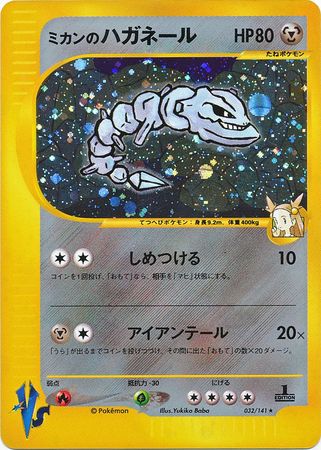 ミカンのハガネール HP80
たねポケモン
てつへびポケモン：身長9.2m、体重400kg
しめつける 10
コインを1回投げ、「おもて」なら、相手を「マヒ」状態にする。
アイアンテール 20×
「うら」が出るまでコインを投げつづけ、その間に出た「おもて」の数×20ダメージ。
弱点 抵抗力 -30 にげる
1
EDITION
VS
©Pokémon Illus.Yukiko Baba 032/141★